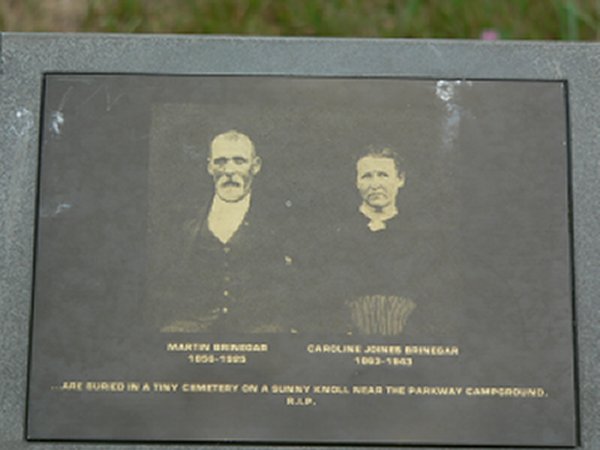 MARTIN BRINEGAR
CAROLINE JOINES BRINEGAR
1856-1925
1863-1943
...ARE BURIED IN A TINY CEMETERY ON A SUNNY KNOLL NEAR THE PARKWAY CAMPGROUND.
R.I.P.